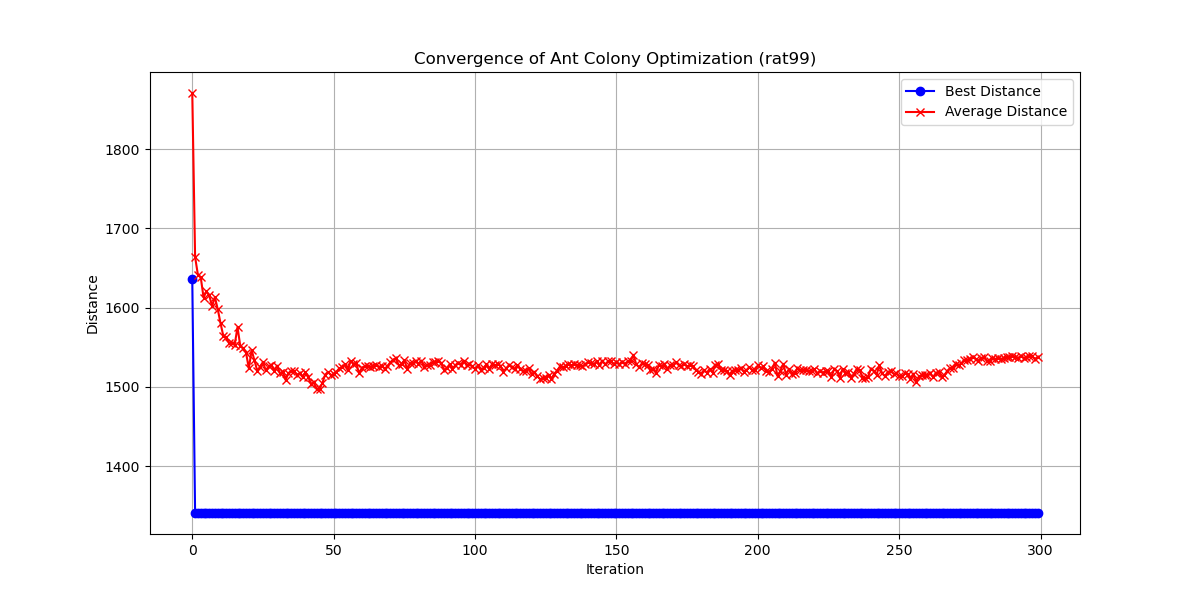 Convergence of Ant Colony Optimization (rat99)
Best Distance
Average Distance
1800
1700
1600
1500
1400
Distance
0 50 100 150 200 250 300
Iteration